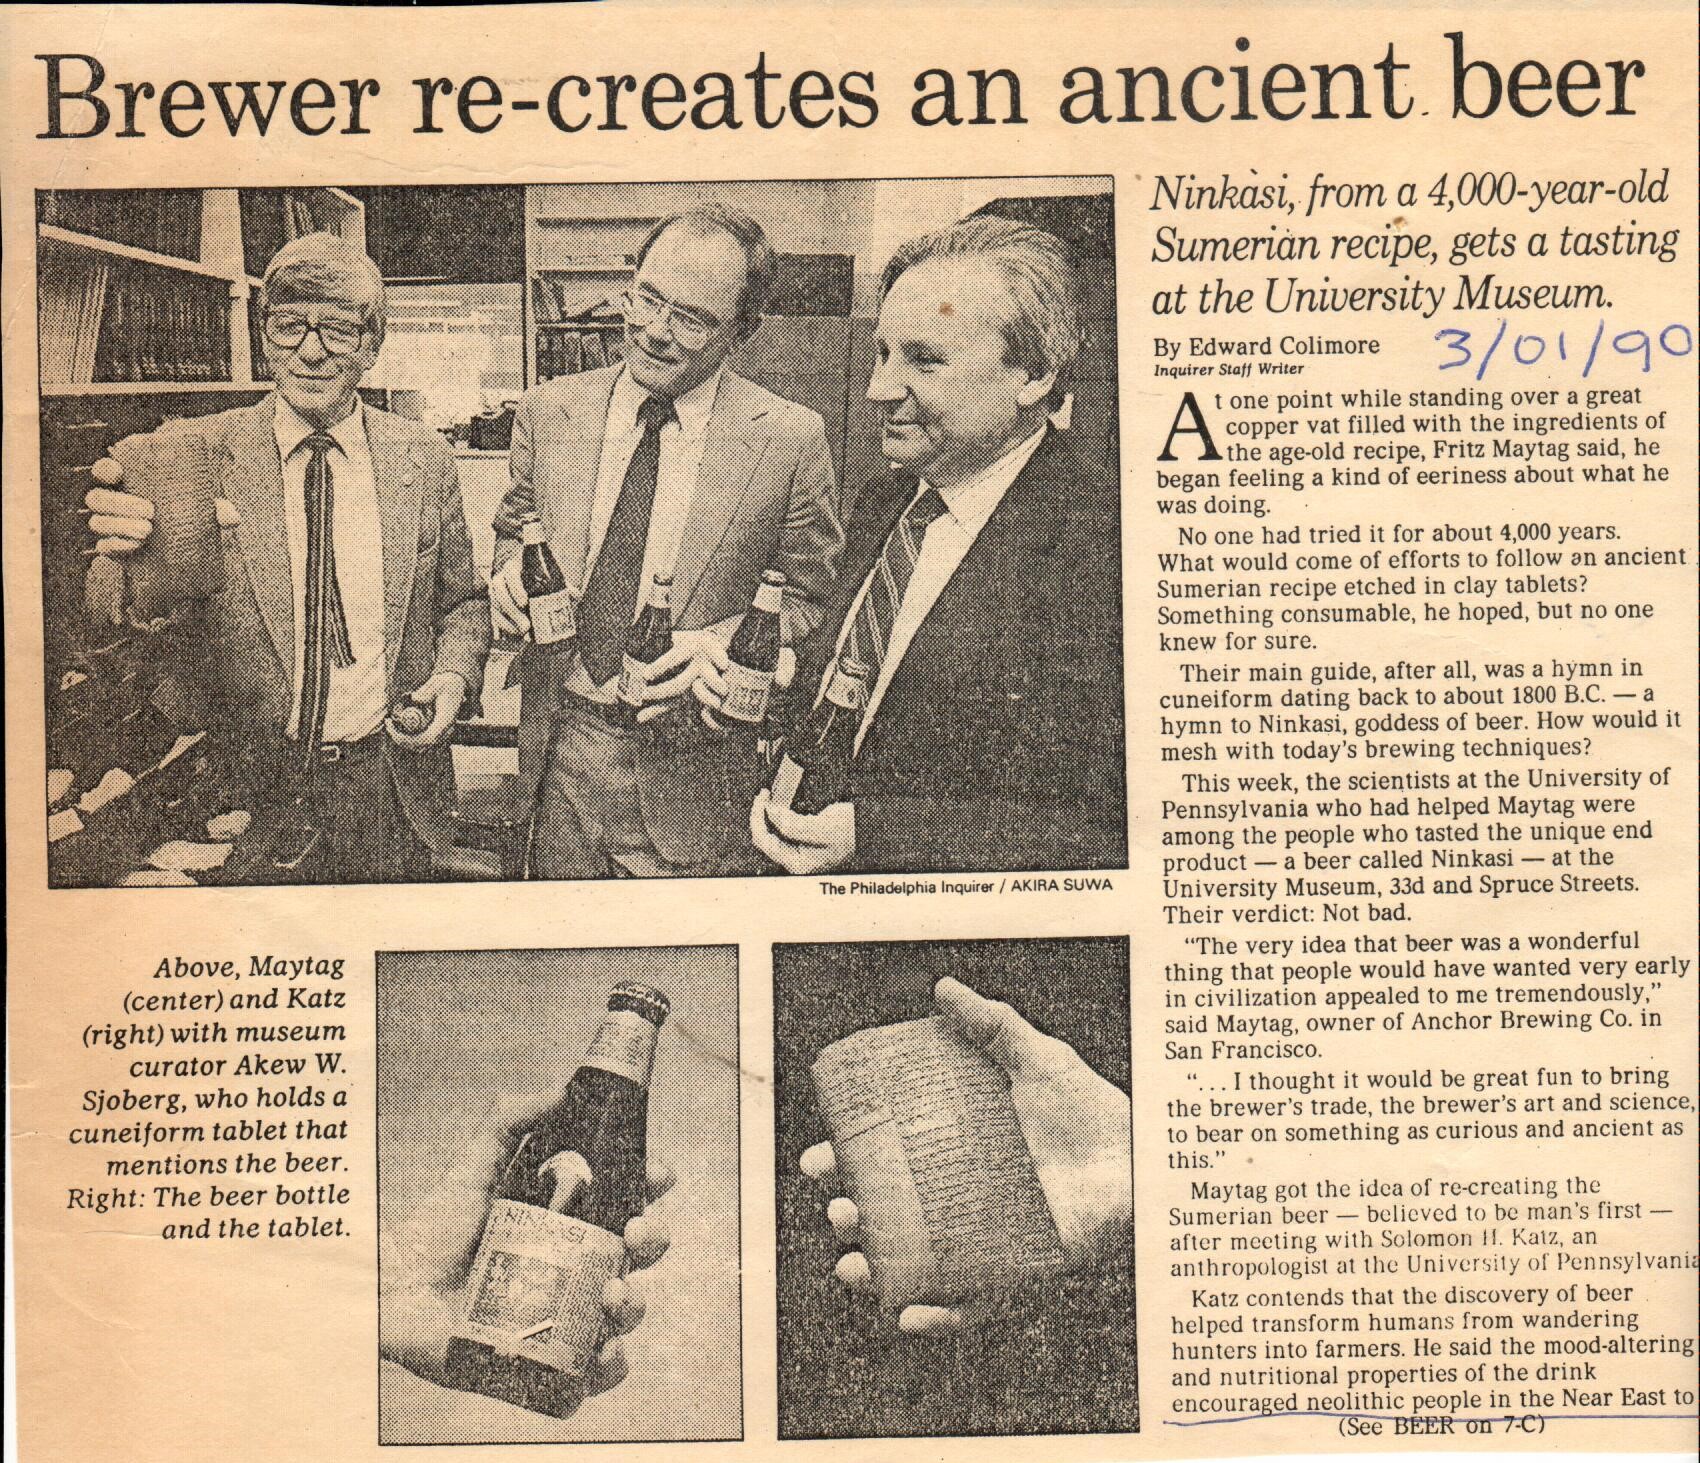 Brewer re-creates an ancient beer
Ninkasi, from a 4,000-year-old
Sumerian recipe, gets a tasting
at the University Museum.
By Edward Colimore
Inquirer Staff Writer
3/01/90
At one point while standing over a great
copper vat filled with the ingredients of
the age-old recipe, Fritz Maytag said, he
began feeling a kind of eeriness about what he
was doing.
No one had tried it for about 4,000 years.
What would come of efforts to follow an ancient
Sumerian recipe etched in clay tablets?
Something consumable, he hoped, but no one
knew for sure.
Their main guide, after all, was a hymn in
cuneiform dating back to about 1800 B.C. — a
hymn to Ninkasi, goddess of beer. How would it
mesh with today's brewing techniques?
This week, the scientists at the University of
Pennsylvania who had helped Maytag were
among the people who tasted the unique end
product — a beer called Ninkasi — at the
University Museum, 33d and Spruce Streets.
Their verdict: Not bad.
“The very idea that beer was a wonderful
thing that people would have wanted very early
in civilization appealed to me tremendously,”
said Maytag, owner of Anchor Brewing Co. in
San Francisco.
“... I thought it would be great fun to bring
the brewer's trade, the brewer's art and science,
to bear on something as curious and ancient as
this.”
Maytag got the idea of re-creating the
Sumerian beer — believed to be man's first —
after meeting with Solomon H. Katz, an
anthropologist at the University of Pennsylvania
Katz contends that the discovery of beer
helped transform humans from wandering
hunters into farmers. He said the mood-altering
and nutritional properties of the drink
encouraged neolithic people in the Near East to
(See BEER on 7-C)
The Philadelphia Inquirer / AKIRA SUWA
Above, Maytag
(center) and Katz
(right) with museum
curator Akew W.
Sjoberg, who holds a
cuneiform tablet that
mentions the beer.
Right: The beer bottle
and the tablet.
NINKASI